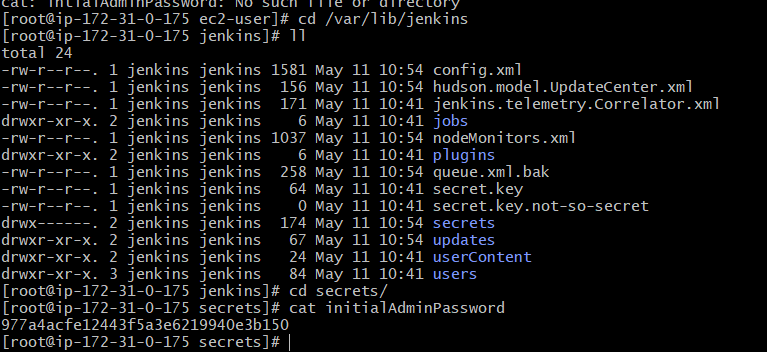 cat: intialAdminPassword: No such file or directory
[root@ip-172-31-0-175 ec2-user]# cd /var/lib/jenkins
[root@ip-172-31-0-175 jenkins]# ll
total 24
-rw-r--r--. 1 jenkins jenkins 1581 May 11 10:54 config.xml
-rw-r--r--. 1 jenkins jenkins  156 May 11 10:54 hudson.model.UpdateCenter.xml
-rw-r--r--. 1 jenkins jenkins  171 May 11 10:41 jenkins.telemetry.Correlator.xml
drwxr-xr-x. 2 jenkins jenkins    6 May 11 10:41 jobs
-rw-r--r--. 1 jenkins jenkins 1037 May 11 10:54 nodeMonitors.xml
drwxr-xr-x. 2 jenkins jenkins    6 May 11 10:41 plugins
-rw-r--r--. 1 jenkins jenkins  258 May 11 10:54 queue.xml.bak
-rw-r--r--. 1 jenkins jenkins   64 May 11 10:41 secret.key
-rw-r--r--. 1 jenkins jenkins    0 May 11 10:41 secret.key.not-so-secret
drwx------. 2 jenkins jenkins  174 May 11 10:54 secrets
drwxr-xr-x. 2 jenkins jenkins   67 May 11 10:54 updates
drwxr-xr-x. 2 jenkins jenkins   24 May 11 10:41 userContent
drwxr-xr-x. 3 jenkins jenkins   84 May 11 10:41 users
[root@ip-172-31-0-175 jenkins]# cd secrets/
[root@ip-172-31-0-175 secrets]# cat initialAdminPassword
977a4acfe12443f5a3e6219940e3b150
[root@ip-172-31-0-175 secrets]#